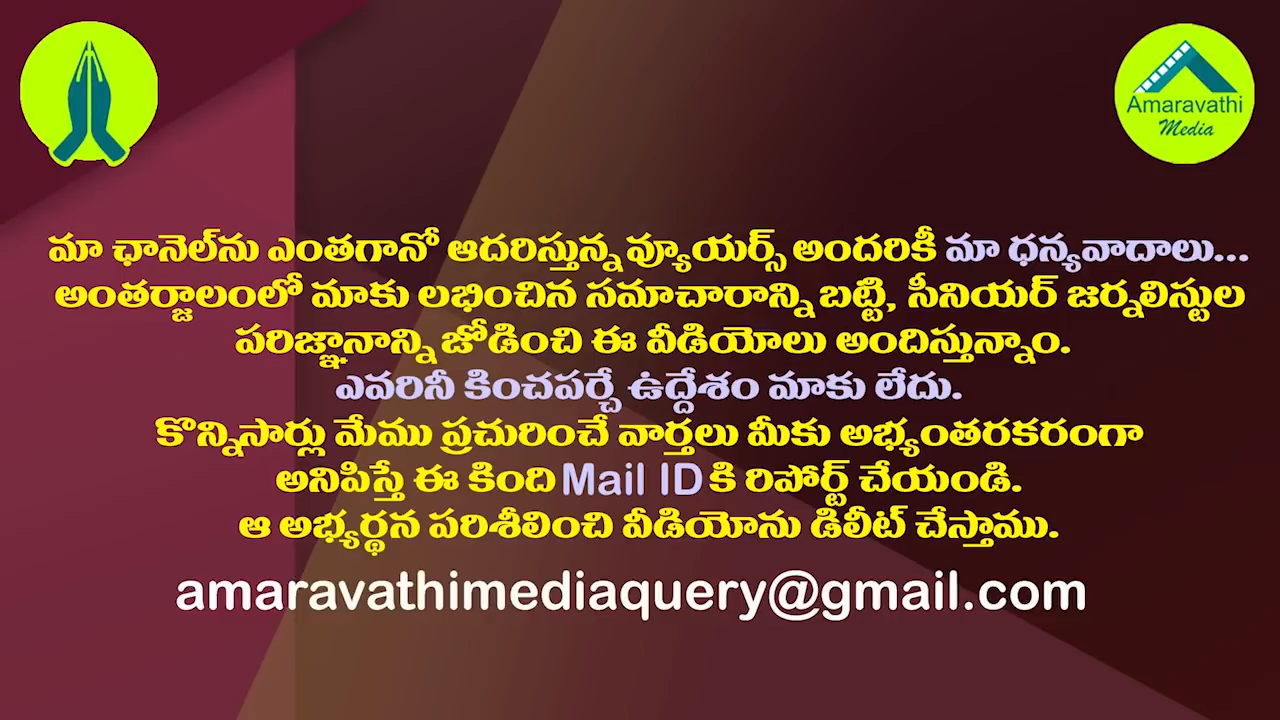 Amaravathi
Media
మా ఛానెల్‌ను ఎంతగానో ఆదరిస్తున్న వ్యూయర్స్ అందరికీ మా ధన్యవాదాలు...
అంతర్జాలంలో మాకు లభించిన సమాచారాన్ని బట్టి, సీనియర్ జర్నలిస్టుల
పరిజ్ఞానాన్ని జోడించి ఈ వీడియోలు అందిస్తున్నాం.
ఎవరినీ కించపర్చే ఉద్దేశం మాకు లేదు.
కొన్నిసార్లు మేము ప్రచురించే వార్తలు మీకు అభ్యంతరకరంగా
అనిపిస్తే ఈ కింది Mail ID కి రిపోర్ట్ చేయండి.
ఆ అభ్యర్థన పరిశీలించి వీడియోను డిలీట్ చేస్తాము.
amaravathimediaquery@gmail.com